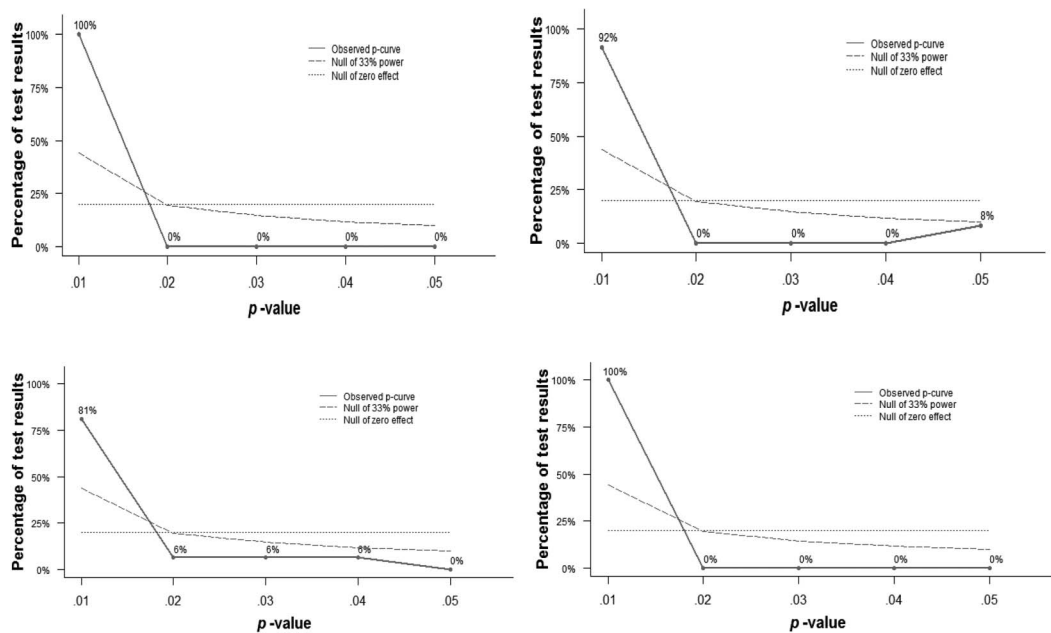 Percentage of test results
100%
75%
50%
25%
0%
100%
0%
0%
0%
0%
Observed p-curve
Null of 33% power
Null of zero effect
.01 .02 .03 .04 .05
p-value
Percentage of test results
100%
75%
50%
25%
0%
92%
0%
0%
0%
8%
Observed p-curve
Null of 33% power
Null of zero effect
.01 .02 .03 .04 .05
p-value
Percentage of test results
100%
75%
50%
25%
0%
81%
6%
6%
6%
0%
Observed p-curve
Null of 33% power
Null of zero effect
.01 .02 .03 .04 .05
p-value
Percentage of test results
100%
75%
50%
25%
0%
100%
0%
0%
0%
0%
Observed p-curve
Null of 33% power
Null of zero effect
.01 .02 .03 .04 .05
p-value